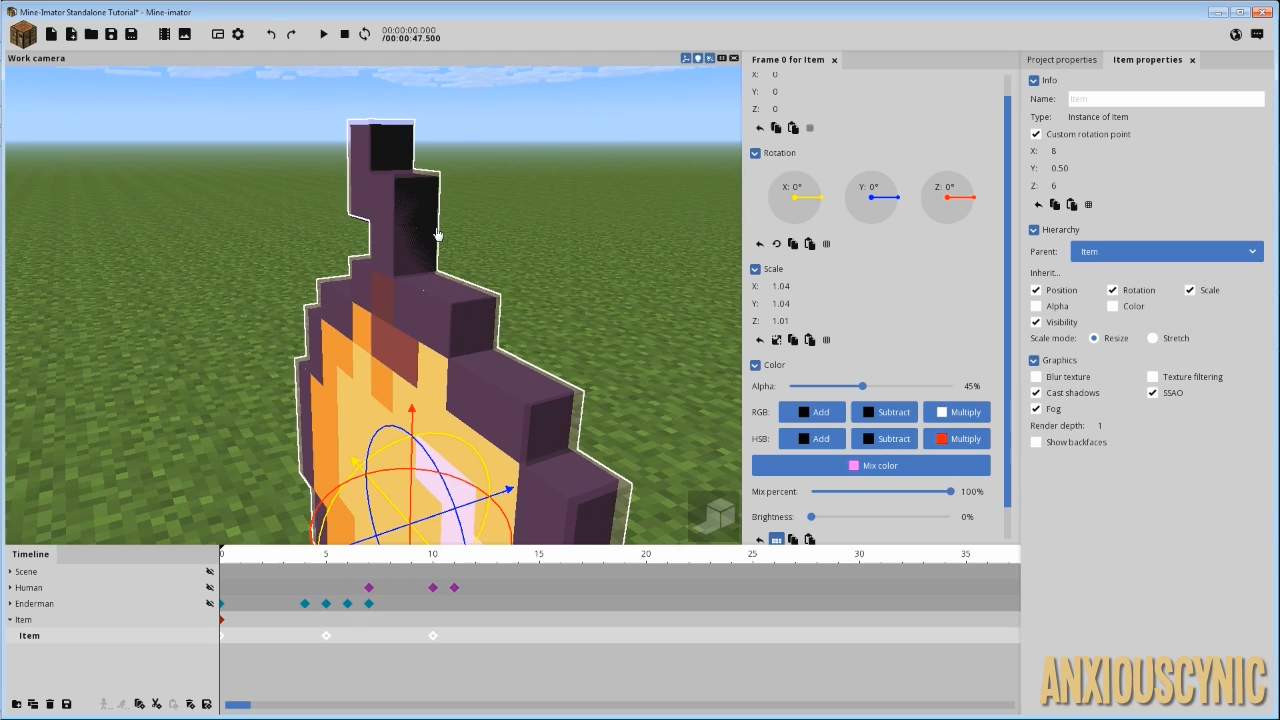 Mine-Imator Standalone Tutorial* - Mine-imator
00:00:00.000
/00:00:47.500
Work camera
Frame 0 for Item
X: 0
Y: 0
Z: 0
Rotation
X: 0° Y: 0° Z: 0°
Scale
X: 1.04
Y: 1.04
Z: 1.01
Color
Alpha: 45%
RGB: Add Subtract Multiply
HSB: Add Subtract Multiply
Mix color
Mix percent: 100%
Brightness: 0%
Project properties Item properties
Info
Name: Item
Type: Instance of Item
Custom rotation point
X: 8
Y: 0.50
Z: 6
Hierarchy
Parent: Item
Inherit...
Position Rotation Scale
Alpha Color
Visibility
Scale mode: Resize Stretch
Graphics
Blur texture Texture filtering
Cast shadows SSAO
Fog
Render depth: 1
Show backfaces
Timeline
0 5 10 15 20 25 30 35
Scene
Human
Enderman
Item
Item
ANXIOUSCYNIC